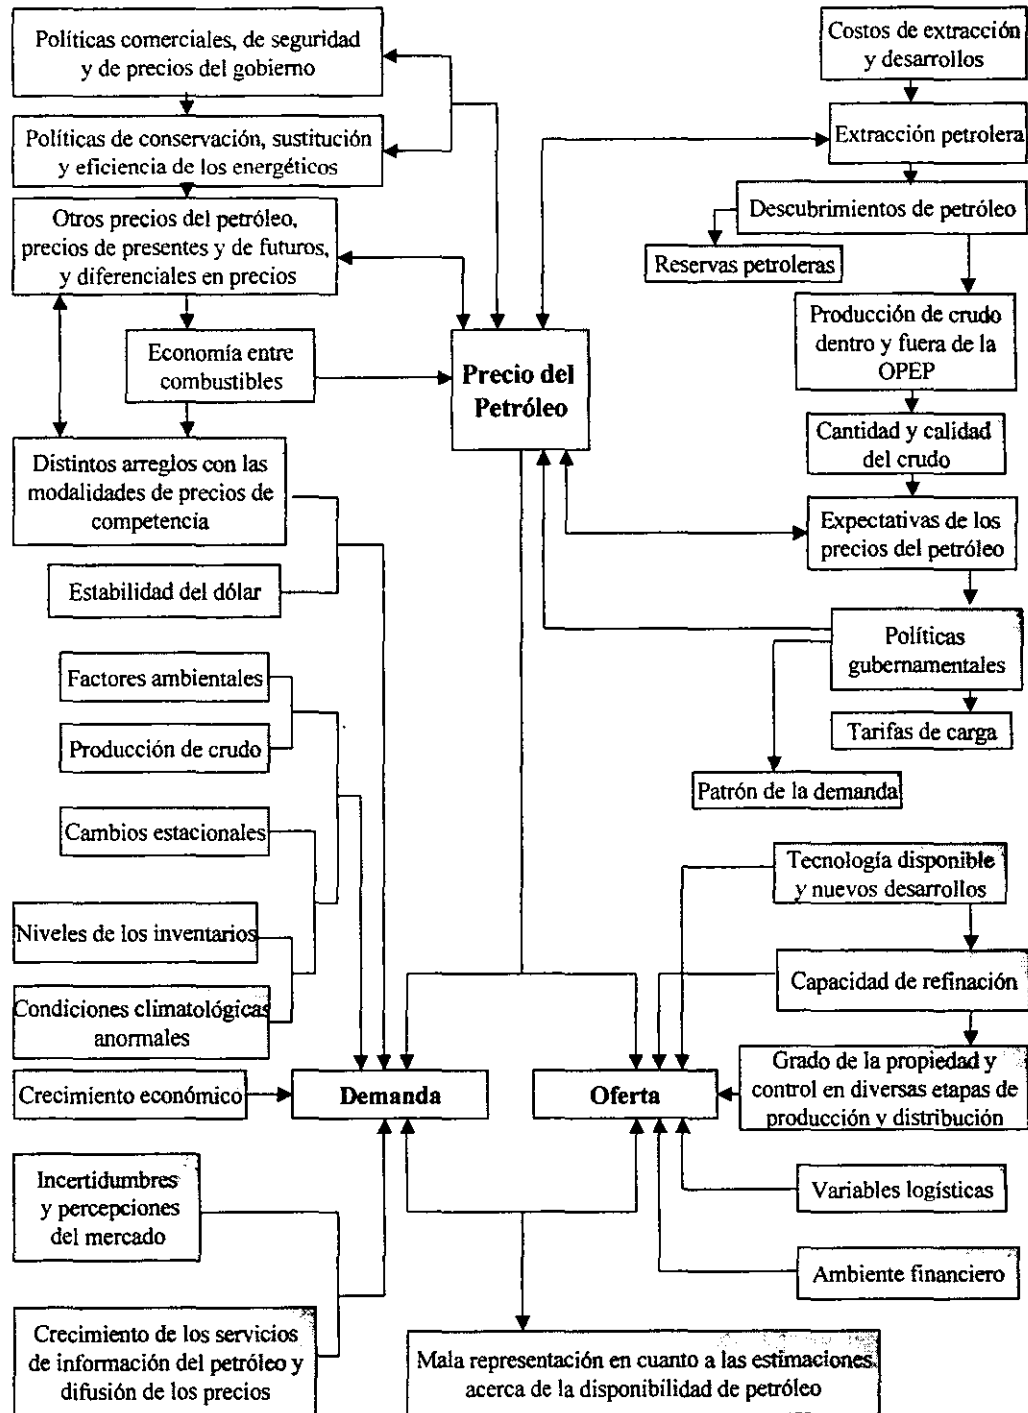 Políticas comerciales, de seguridad
y de precios del gobierno
Políticas de conservación, sustitución
y eficiencia de los energéticos
Otros precios del petróleo,
precios de presentes y de futuros,
y diferenciales en precios
Economía entre
combustibles
Distintos arreglos con las
modalidades de precios de
competencia
Estabilidad del dólar
Factores ambientales
Producción de crudo
Cambios estacionales
Niveles de los inventarios
Condiciones climatológicas
anormales
Crecimiento económico
Incertidumbres
y percepciones
del mercado
Crecimiento de los servicios
de información del petróleo y
difusión de los precios
Precio del
Petróleo
Demanda
Oferta
Mala representación en cuanto a las estimaciones
acerca de la disponibilidad de petróleo
Costos de extracción
y desarrollos
Extracción petrolera
Descubrimientos de petróleo
Reservas petroleras
Producción de crudo
dentro y fuera de la
OPEP
Cantidad y calidad
del crudo
Expectativas de los
precios del petróleo
Políticas
gubernamentales
Tarifas de carga
Patrón de la demanda
Tecnología disponible
y nuevos desarrollos
Capacidad de refinación
Grado de la propiedad y
control en diversas etapas de
producción y distribución
Variables logísticas
Ambiente financiero